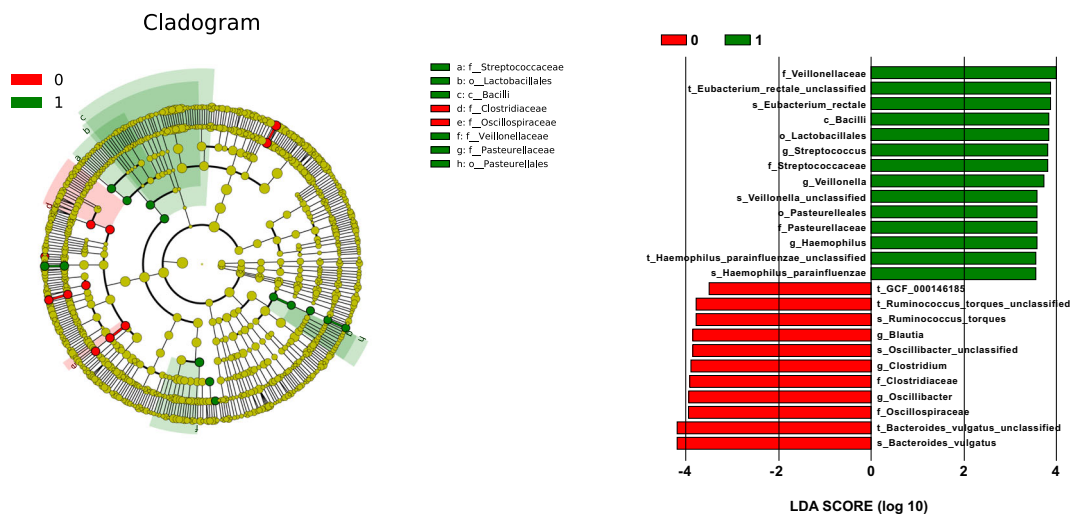 Cladogram
0
1
a: f__Streptococcaceae
b: o__Lactobacillales
c: c__Bacilli
d: f__Clostridiaceae
e: f__Oscillospiraceae
f: f__Veillonellaceae
g: f__Pasteurellaceae
h: o__Pasteurellales
c
b
a
d
e
f
g
h
0
1
f_Veillonellaceae
t_Eubacterium_rectale_unclassified
s_Eubacterium_rectale
c_Bacilli
o_Lactobacillales
g_Streptococcus
f_Streptococcaceae
g_Veillonella
s_Veillonella_unclassified
o_Pasteurelleales
f_Pasteurellaceae
g_Haemophilus
t_Haemophilus_parainfluenzae_unclassified
s_Haemophilus_parainfluenzae
t_GCF_000146185
t_Ruminococcus_torques_unclassified
s_Ruminococcus_torques
g_Blautia
s_Oscillibacter_unclassified
g_Clostridium
f_Clostridiaceae
g_Oscillibacter
f_Oscillospiraceae
t_Bacteroides_vulgatus_unclassified
s_Bacteroides_vulgatus
-4 -2 0 2 4
LDA SCORE (log 10)